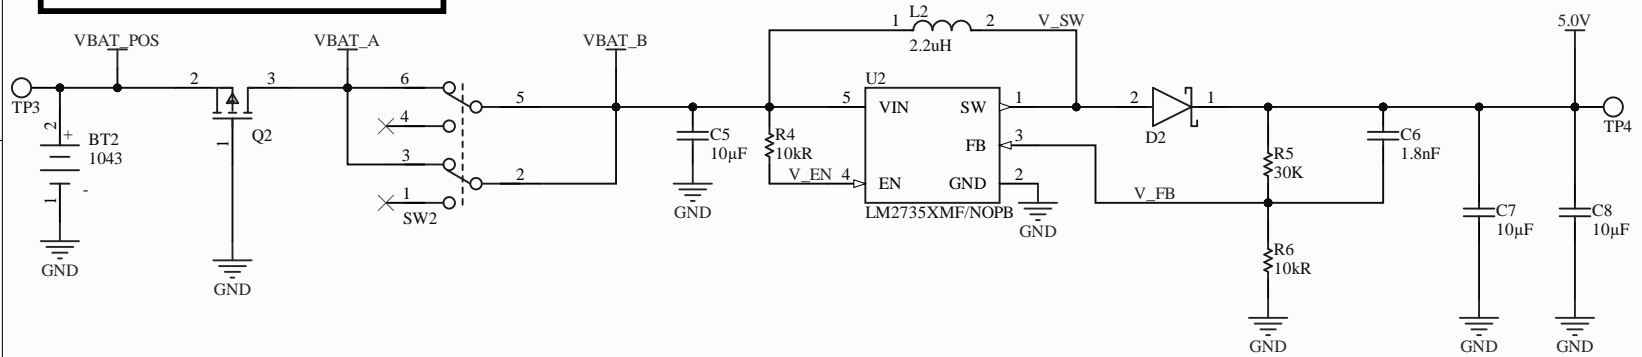 VBAT_POS
TP3
2
+
BT2
1043
-
1
GND
2
3
Q2
1
GND
VBAT_A
6
4
3
1
SW2
5
2
VBAT_B
C5
10µF
GND
R4
10kR
V_EN
4
L2
1
2
2.2uH
V_SW
U2
5
VIN
SW
1
FB
3
EN
GND
2
LM2735XMF/NOPB
GND
2
1
D2
V_FB
R5
30K
R6
10kR
GND
C6
1.8nF
C7
10µF
GND
5.0V
TP4
C8
10µF
GND